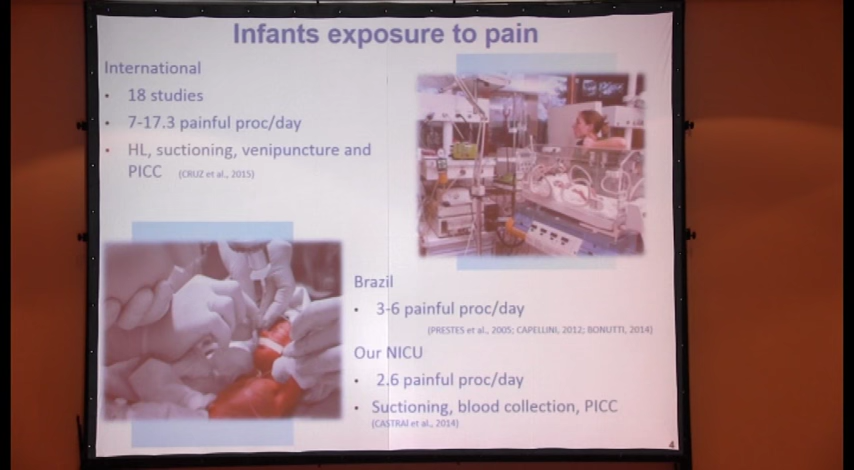 Infants exposure to pain
International
• 18 studies
• 7-17.3 painful proc/day
• HL, suctioning, venipuncture and
PICC (CRUZ et al., 2015)
Brazil
• 3-6 painful proc/day
(PRESTES et al., 2005; CAPELLINI, 2012; BONUTTI, 2014)
Our NICU
• 2.6 painful proc/day
• Suctioning, blood collection, PICC
(CASTRAI et al., 2014)
4